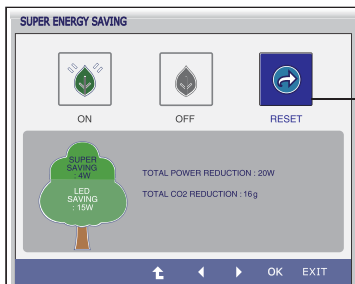 SUPER ENERGY SAVING
ON
OFF
RESET
SUPER
SAVING
: 4W
LED
SAVING
: 15W
TOTAL POWER REDUCTION : 20W
TOTAL CO2 REDUCTION : 16g
OK
EXIT